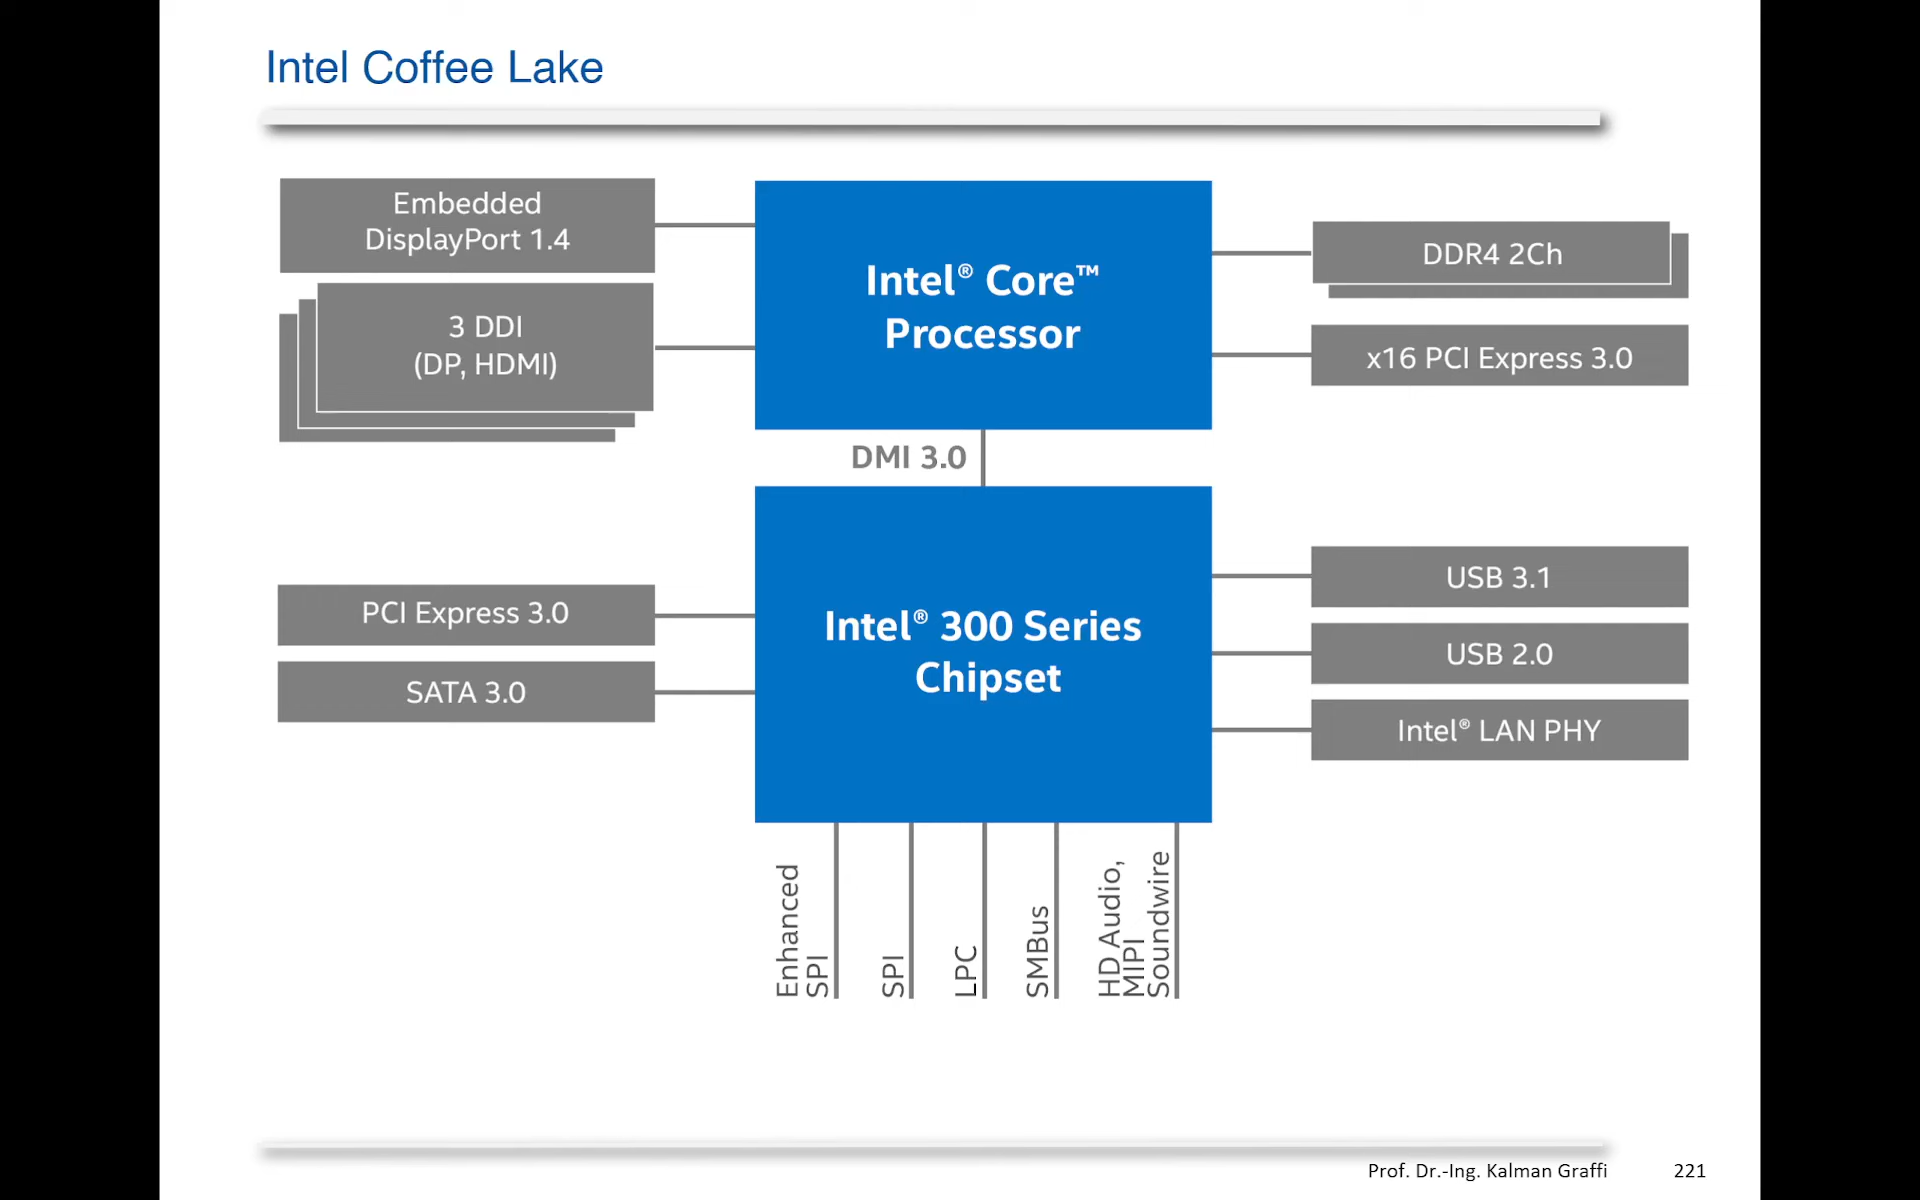 Intel Coffee Lake
Embedded
DisplayPort 1.4
3 DDI
(DP, HDMI)
Intel® Core™
Processor
DDR4 2Ch
x16 PCI Express 3.0
DMI 3.0
PCI Express 3.0
SATA 3.0
Intel® 300 Series
Chipset
USB 3.1
USB 2.0
Intel® LAN PHY
Enhanced
SPI
SPI
LPC
SMBus
HD Audio,
MIPI
Soundwire
Prof. Dr.-Ing. Kalman Graffi
221